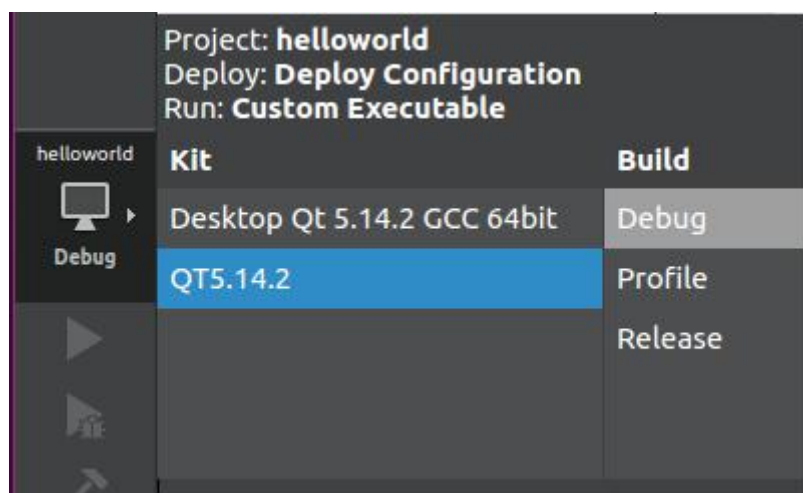 Project: helloworld
Deploy: Deploy Configuration
Run: Custom Executable
helloworld
Kit
Build
Desktop Qt 5.14.2 GCC 64bit
Debug
Debug
QT5.14.2
Profile
Release